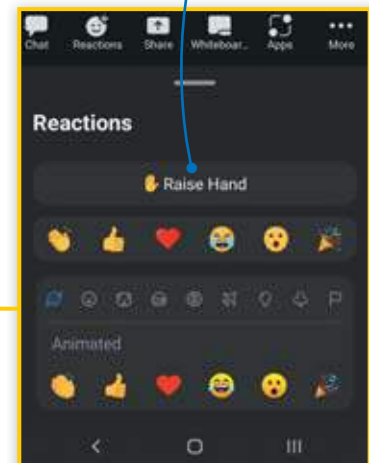 Chat Reactions Share Whiteboar.. Apps More
Reactions
Raise Hand
Animated